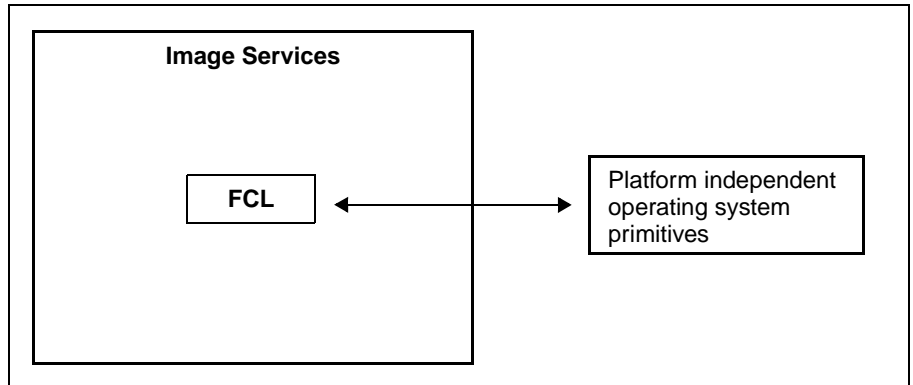 Image Services
FCL
Platform independent
operating system
primitives